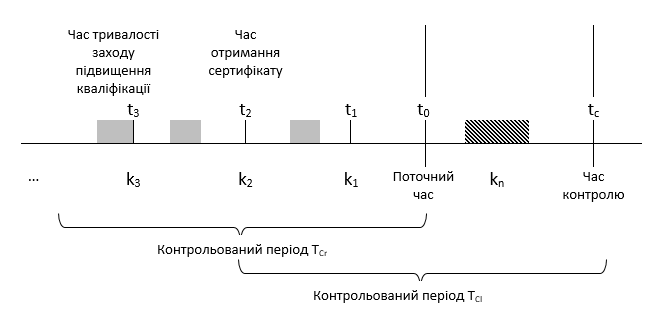 Час тривалості
заходу
підвищення
кваліфікації
Час
отримання
сертифікату
t3 t2 t1 t0 tc
... k3 k2 k1 Поточний
час kn Час
контролю
Контрольований період TCr
Контрольований період TCl